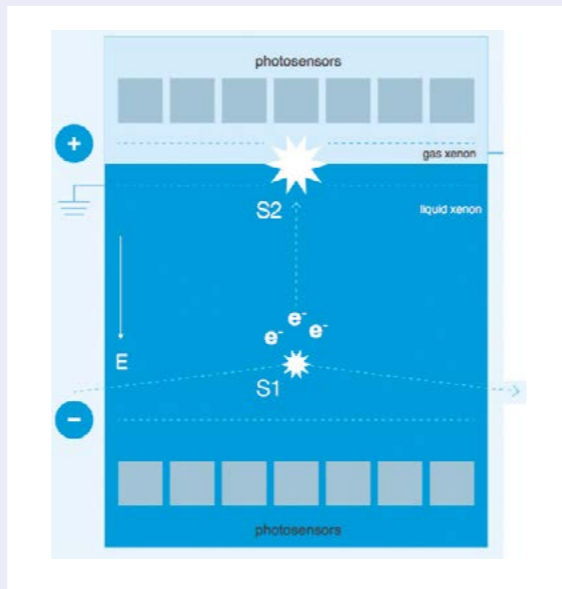 photosensors
+
gas xenon
S2
liquid xenon
e⁻
e⁻ e⁻
E
S1
−
photosensors